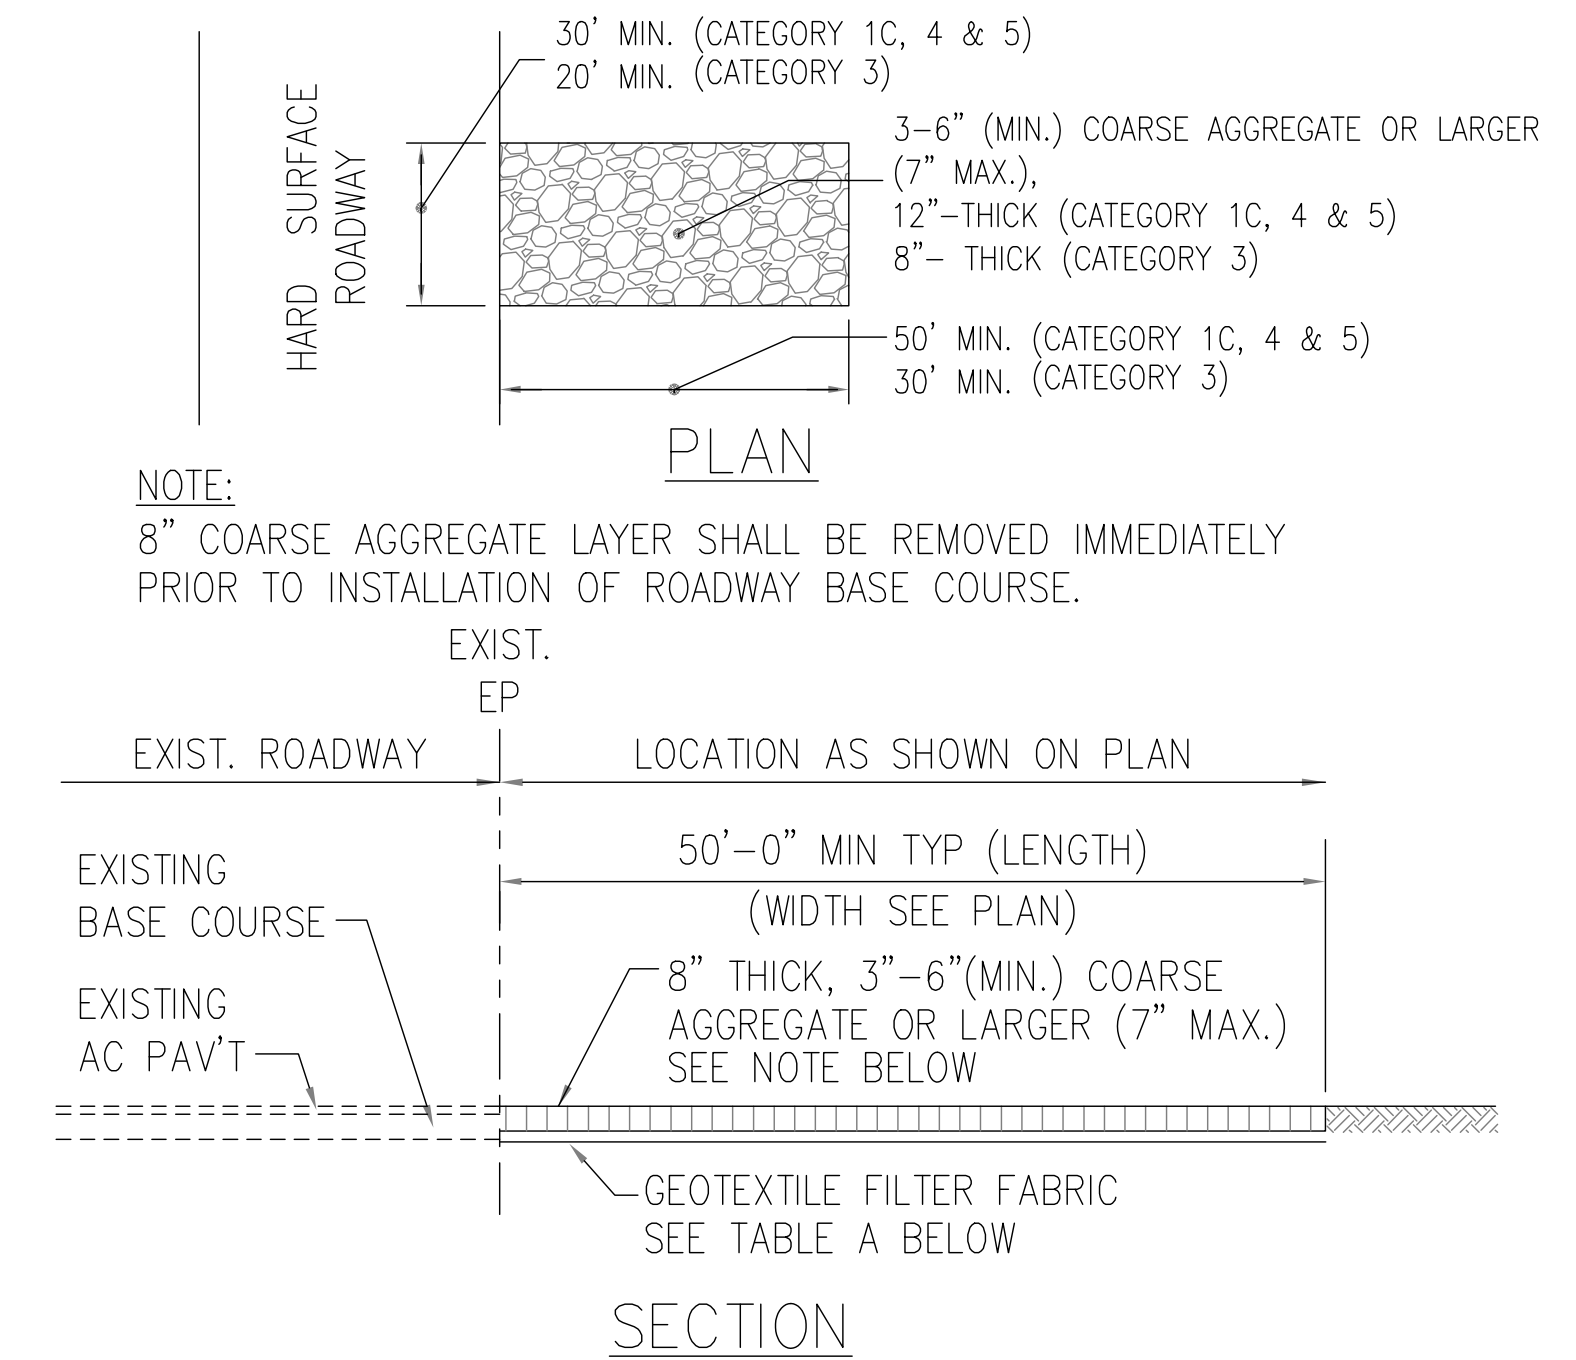 30' MIN. (CATEGORY 1C, 4 & 5)
20' MIN. (CATEGORY 3)
HARD SURFACE
ROADWAY
3-6" (MIN.) COARSE AGGREGATE OR LARGER
(7" MAX.),
12"-THICK (CATEGORY 1C, 4 & 5)
8"- THICK (CATEGORY 3)
50' MIN. (CATEGORY 1C, 4 & 5)
30' MIN. (CATEGORY 3)
PLAN
NOTE:
8" COARSE AGGREGATE LAYER SHALL BE REMOVED IMMEDIATELY
PRIOR TO INSTALLATION OF ROADWAY BASE COURSE.
EXIST.
EP
EXIST. ROADWAY
LOCATION AS SHOWN ON PLAN
50'-0" MIN TYP (LENGTH)
(WIDTH SEE PLAN)
EXISTING
BASE COURSE
8" THICK, 3"-6"(MIN.) COARSE
AGGREGATE OR LARGER (7" MAX.)
SEE NOTE BELOW
EXISTING
AC PAV'T
GEOTEXTILE FILTER FABRIC
SEE TABLE A BELOW
SECTION